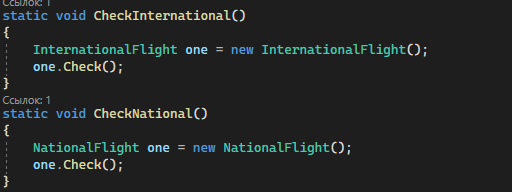 Ссылок: 1
static void CheckInternational()
{
InternationalFlight one = new InternationalFlight();
one.Check();
}
Ссылок: 1
static void CheckNational()
{
NationalFlight one = new NationalFlight();
one.Check();
}